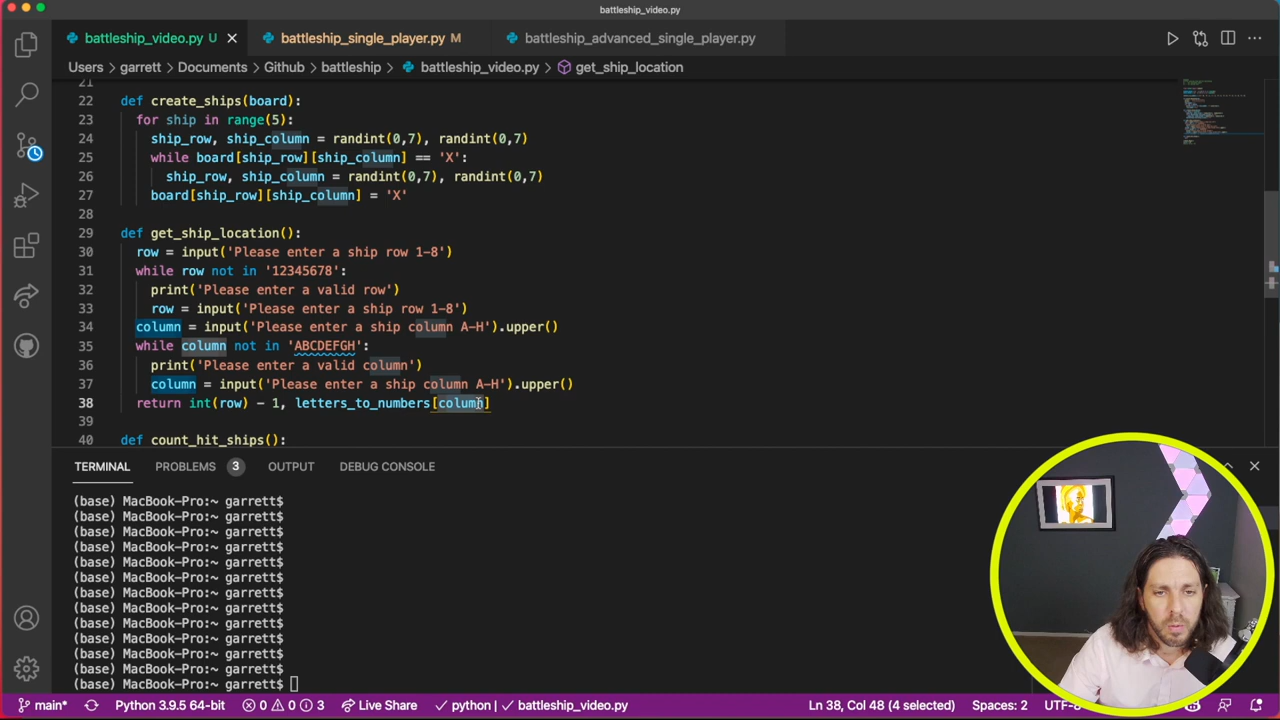 battleship_video.py
battleship_video.py U
battleship_single_player.py M
battleship_advanced_single_player.py
Users > garrett > Documents > Github > battleship > battleship_video.py > get_ship_location
21
22 def create_ships(board):
23 for ship in range(5):
24 ship_row, ship_column = randint(0,7), randint(0,7)
25 while board[ship_row][ship_column] == 'X':
26 ship_row, ship_column = randint(0,7), randint(0,7)
27 board[ship_row][ship_column] = 'X'
28
29 def get_ship_location():
30 row = input('Please enter a ship row 1-8')
31 while row not in '12345678':
32 print('Please enter a valid row')
33 row = input('Please enter a ship row 1-8')
34 column = input('Please enter a ship column A-H').upper()
35 while column not in 'ABCDEFGH':
36 print('Please enter a valid column')
37 column = input('Please enter a ship column A-H').upper()
38 return int(row) - 1, letters_to_numbers[column]
39
40 def count_hit_ships():
TERMINAL PROBLEMS 3 OUTPUT DEBUG CONSOLE
(base) MacBook-Pro:~ garrett$
(base) MacBook-Pro:~ garrett$
(base) MacBook-Pro:~ garrett$
(base) MacBook-Pro:~ garrett$
(base) MacBook-Pro:~ garrett$
(base) MacBook-Pro:~ garrett$
(base) MacBook-Pro:~ garrett$
(base) MacBook-Pro:~ garrett$
(base) MacBook-Pro:~ garrett$
(base) MacBook-Pro:~ garrett$
(base) MacBook-Pro:~ garrett$
(base) MacBook-Pro:~ garrett$
(base) MacBook-Pro:~ garrett$
main* Python 3.9.5 64-bit 0 0 3 Live Share python | battleship_video.py Ln 38, Col 48 (4 selected) Spaces: 2